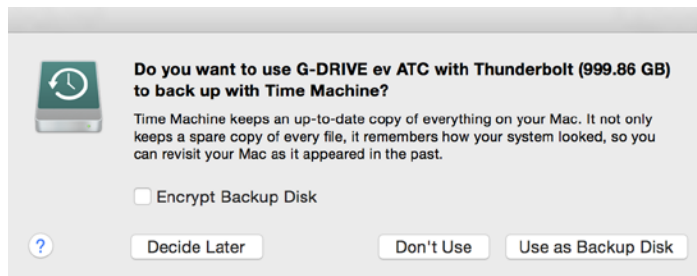 Do you want to use G-DRIVE ev ATC with Thunderbolt (999.86 GB)
to back up with Time Machine?
Time Machine keeps an up-to-date copy of everything on your Mac. It not only
keeps a spare copy of every file, it remembers how your system looked, so you
can revisit your Mac as it appeared in the past.
Encrypt Backup Disk
?
Decide Later
Don't Use
Use as Backup Disk